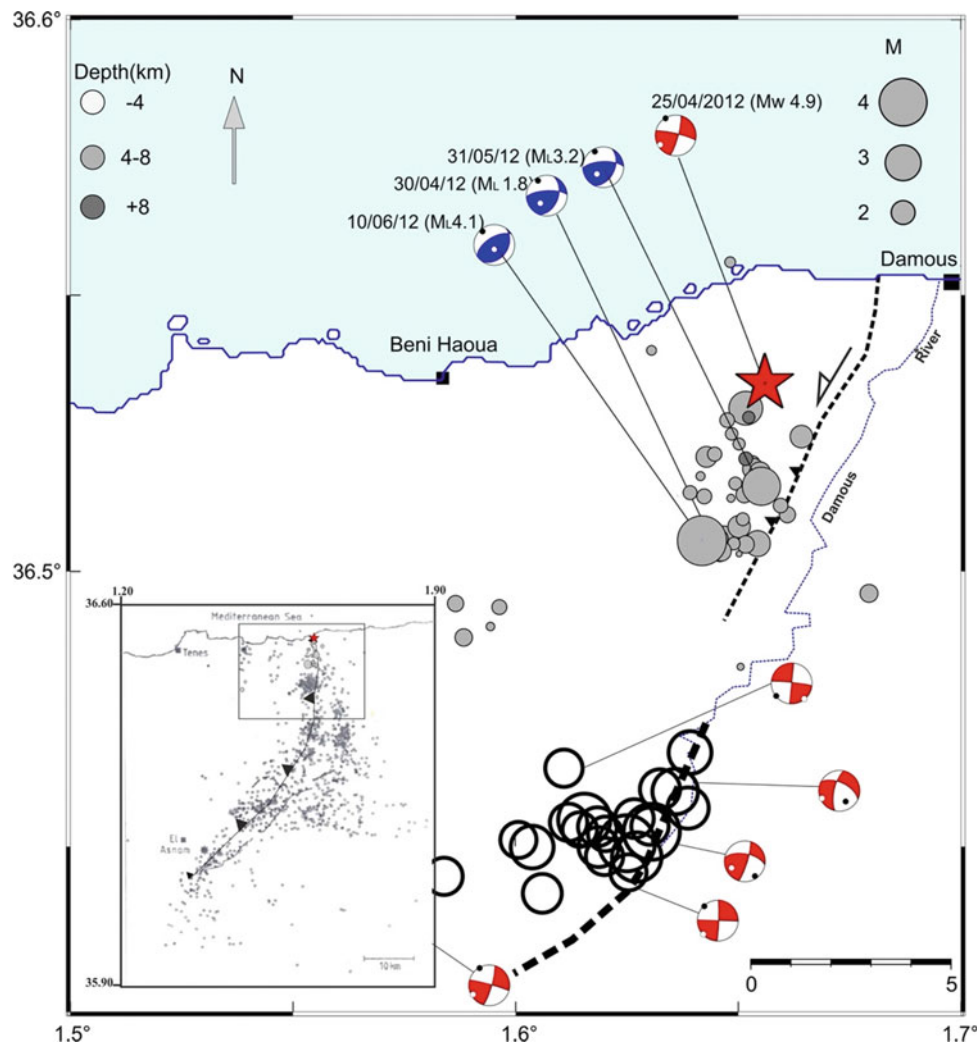 36.6°
Depth(km)
-4
4-8
+8
N
M
4
3
2
25/04/2012 (Mw 4.9)
31/05/12 (ML3.2)
30/04/12 (ML 1.8)
10/06/12 (ML4.1)
Damous
Beni Haoua
River
Damous
36.5°
1.20
1.90
36.60
Mediterranean Sea
Tenes
El
Asnam
10 km
35.90
0
5
1.5°
1.6°
1.7°